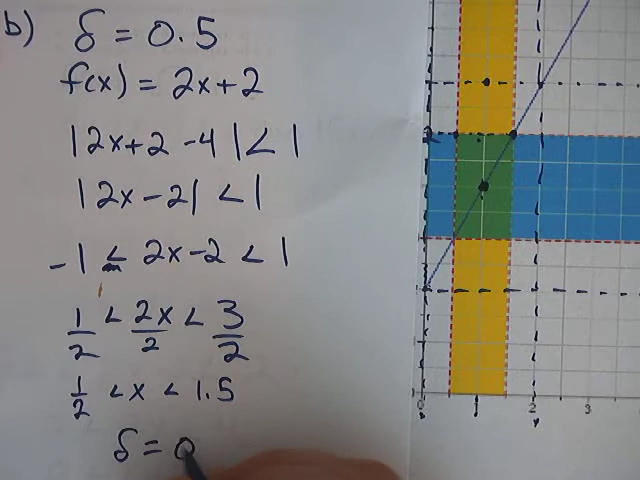 b) δ = 0.5
f(x) = 2x+2
|2x+2 -4| < 1
|2x-2| < 1
-1 < 2x-2 < 1
1/2 < 2x/2 < 3/2
1/2 < x < 1.5
δ = 0
2
0 1 2 3